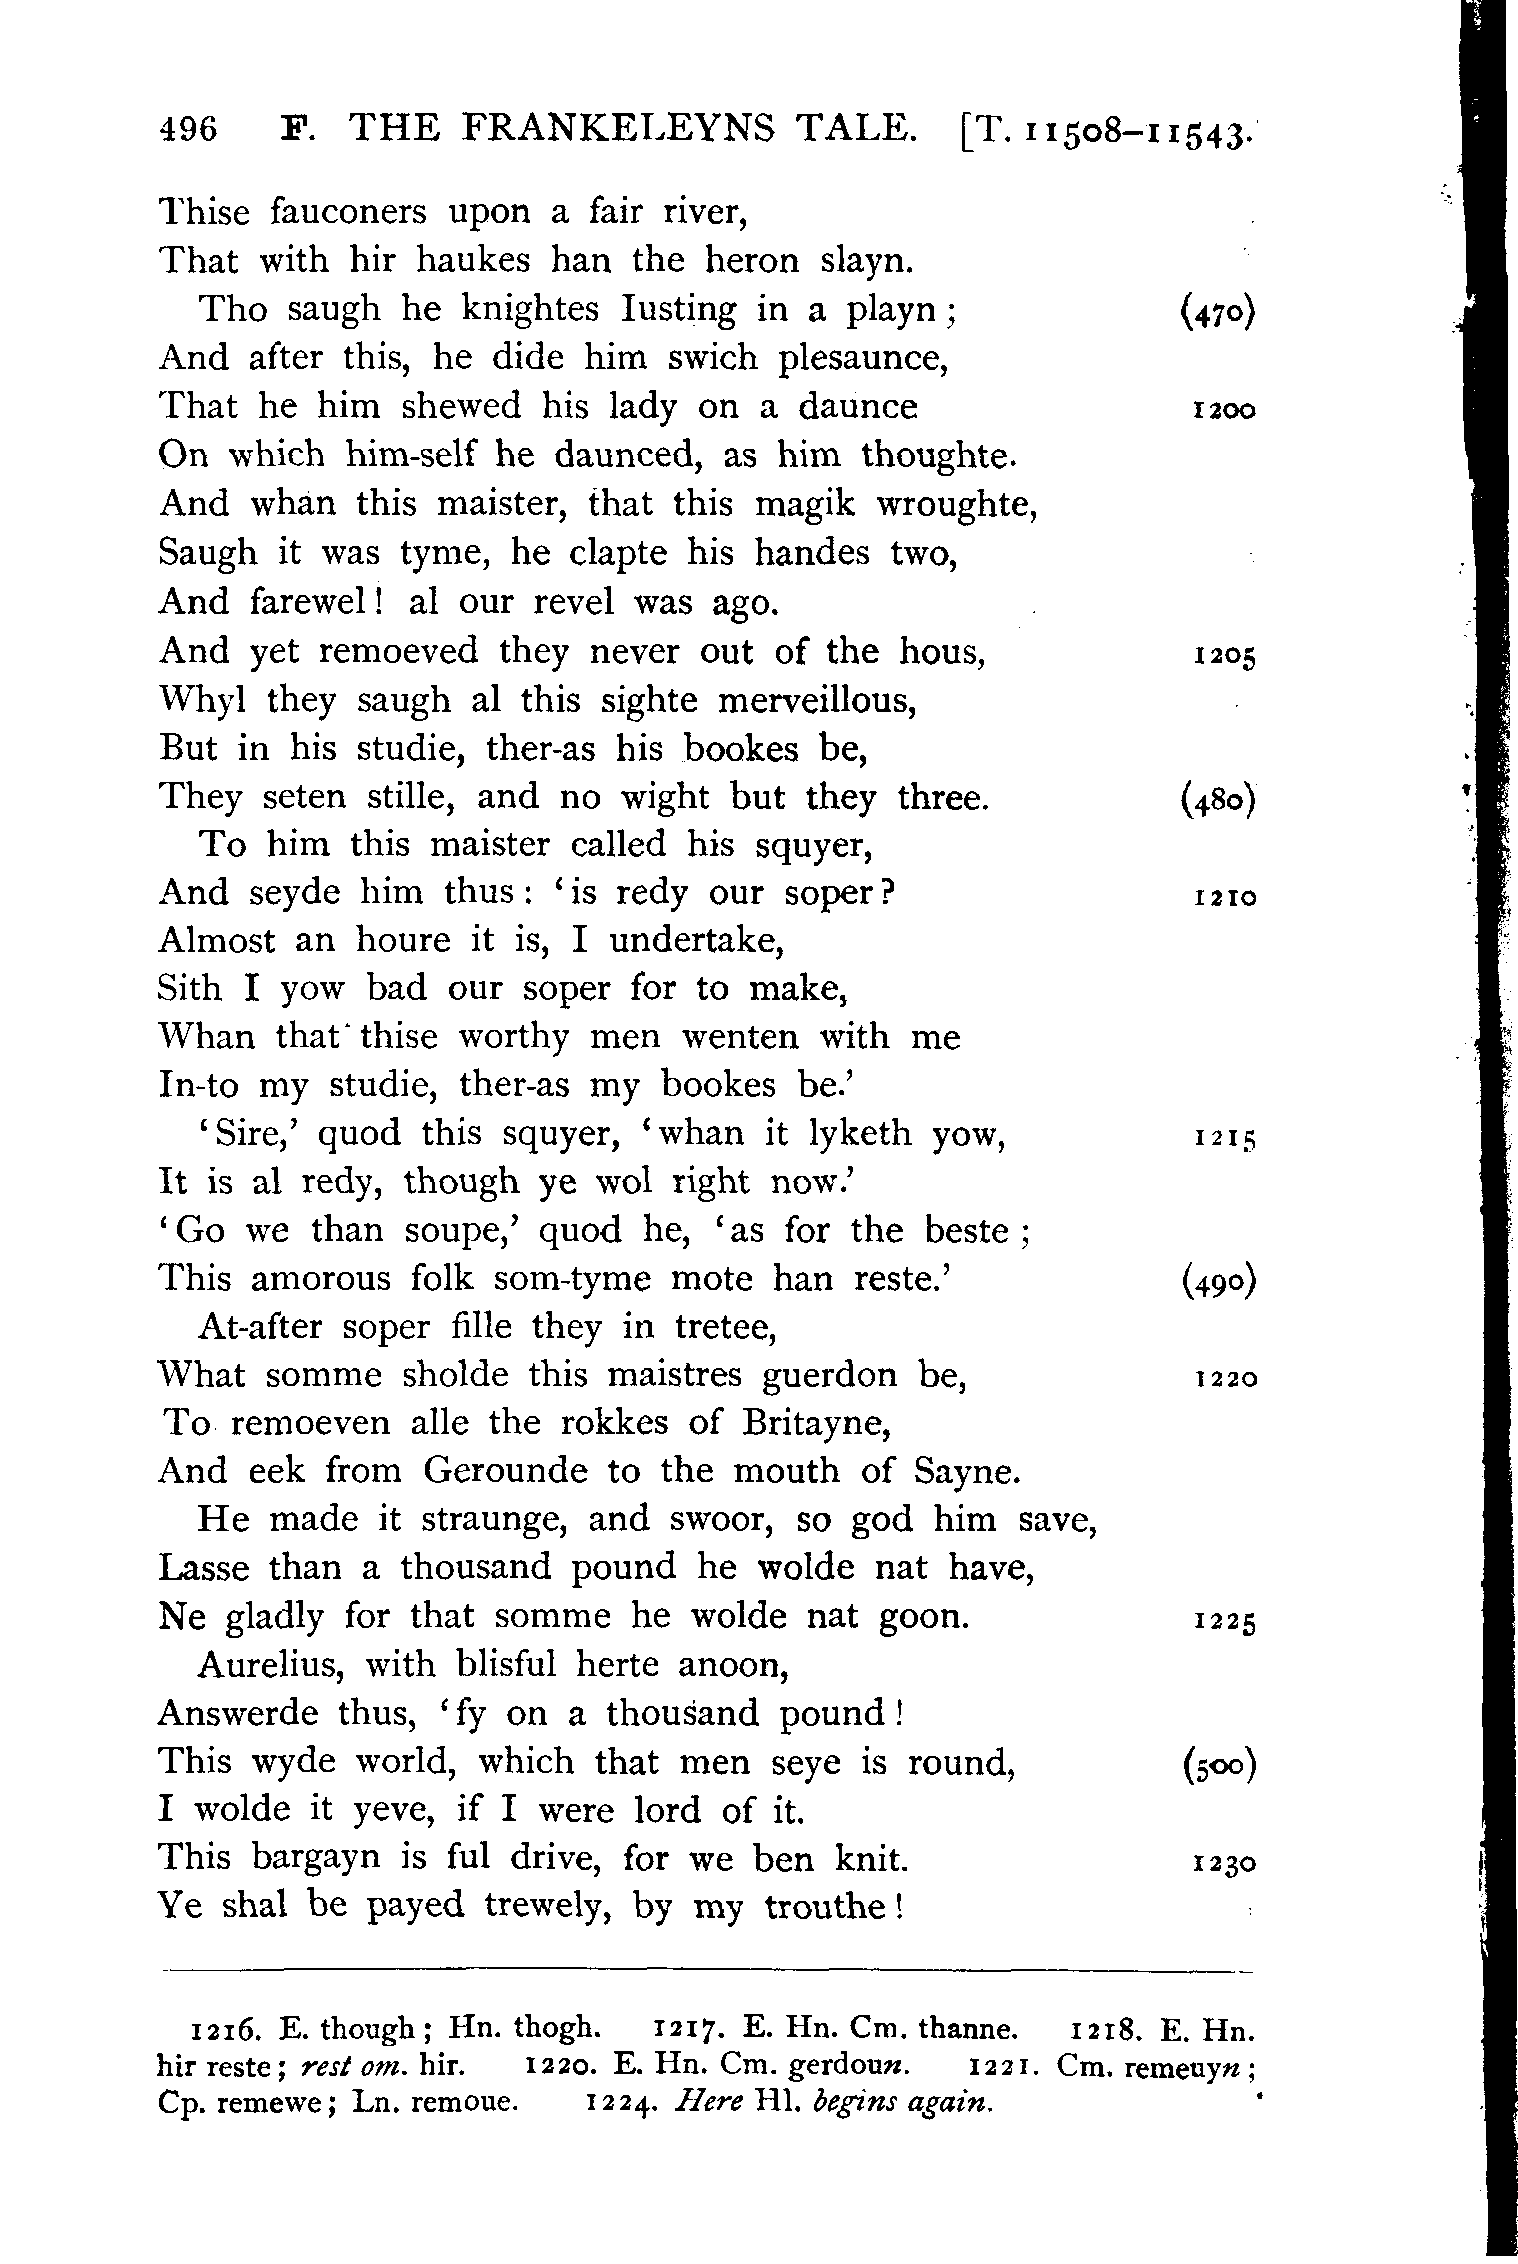 496 F. THE FRANKELEYNS TALE. [T. 11508–11543.
Thise fauconers upon a fair river,
That with hir haukes han the heron slayn.
Tho saugh he knightes Iusting in a playn ; (470)
And after this, he dide him swich plesaunce,
That he him shewed his lady on a daunce 1200
On which him-self he daunced, as him thoughte.
And whan this maister, that this magik wroughte,
Saugh it was tyme, he clapte his handes two,
And farewel ! al our revel was ago.
And yet remoeved they never out of the hous, 1205
Whyl they saugh al this sighte merveillous,
But in his studie, ther-as his bookes be,
They seten stille, and no wight but they three. (480)
To him this maister called his squyer,
And seyde him thus : ‘is redy our soper ? 1210
Almost an houre it is, I undertake,
Sith I yow bad our soper for to make,
Whan that thise worthy men wenten with me
In-to my studie, ther-as my bookes be.’
‘Sire,’ quod this squyer, ‘whan it lyketh yow, 1215
It is al redy, though ye wol right now.’
‘Go we than soupe,’ quod he, ‘as for the beste ;
This amorous folk som-tyme mote han reste.’ (490)
At-after soper fille they in tretee,
What somme sholde this maistres guerdon be, 1220
To remoeven alle the rokkes of Britayne,
And eek from Gerounde to the mouth of Sayne.
He made it straunge, and swoor, so god him save,
Lasse than a thousand pound he wolde nat have,
Ne gladly for that somme he wolde nat goon. 1225
Aurelius, with blisful herte anoon,
Answerde thus, ‘fy on a thousand pound !
This wyde world, which that men seye is round, (500)
I wolde it yeve, if I were lord of it.
This bargayn is ful drive, for we ben knit. 1230
Ye shal be payed trewely, by my trouthe !
1216. E. though ; Hn. thogh. 1217. E. Hn. Cm. thanne. 1218. E. Hn.
hir reste ; rest om. hir. 1220. E. Hn. Cm. gerdoun. 1221. Cm. remeuyn ;
Cp. remewe ; Ln. remoue. 1224. Here Hl. begins again.